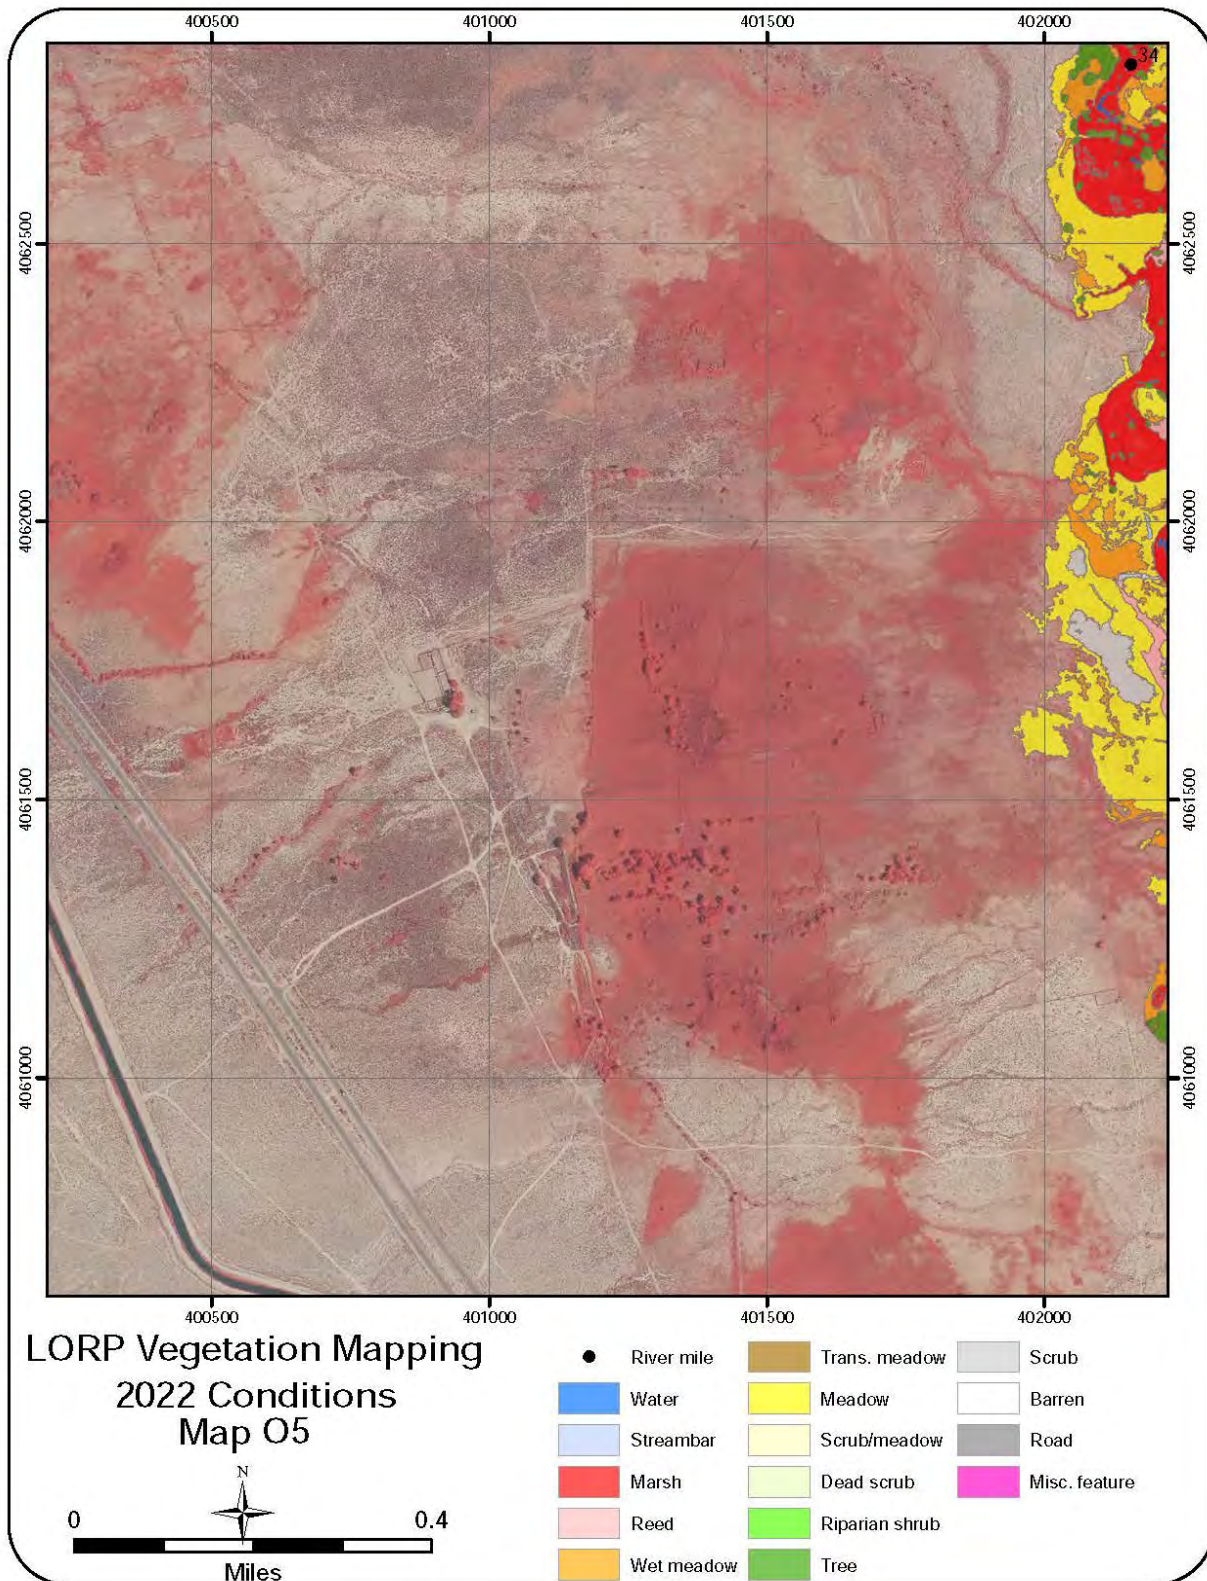 400500 401000 401500 402000
34
4062500 4062500
4062000 4062000
4061500 4061500
4061000 4061000
400500 401000 401500 402000
LORP Vegetation Mapping
2022 Conditions
Map O5
N
0 0.4
Miles
River mile
Water
Streambar
Marsh
Reed
Wet meadow
Trans. meadow
Meadow
Scrub/meadow
Dead scrub
Riparian shrub
Tree
Scrub
Barren
Road
Misc. feature